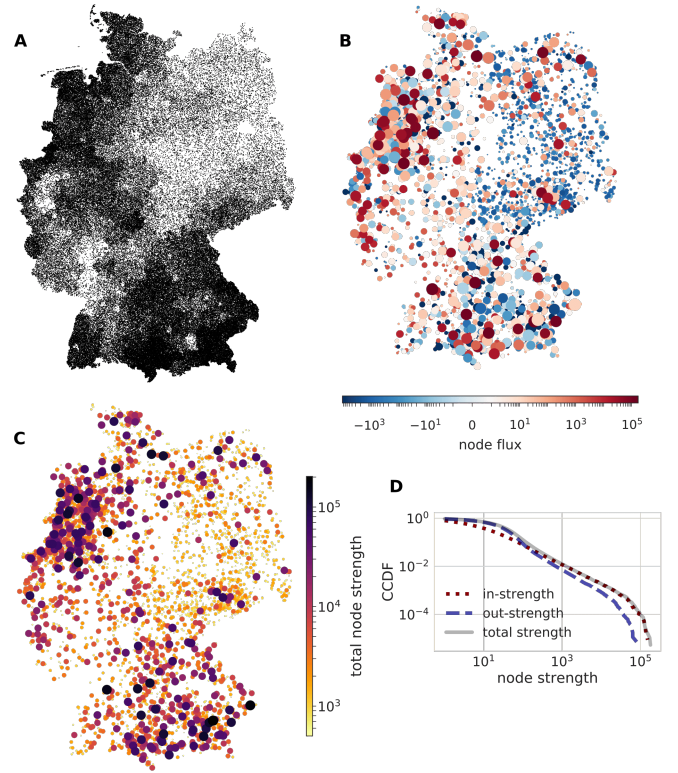 A
B
−10³ −10¹ 0 10¹ 10³ 10⁵
node flux
C
10⁵
10⁴
10³
total node strength
D
10⁰
10⁻²
10⁻⁴
CCDF
in-strength
out-strength
total strength
10¹ 10³ 10⁵
node strength